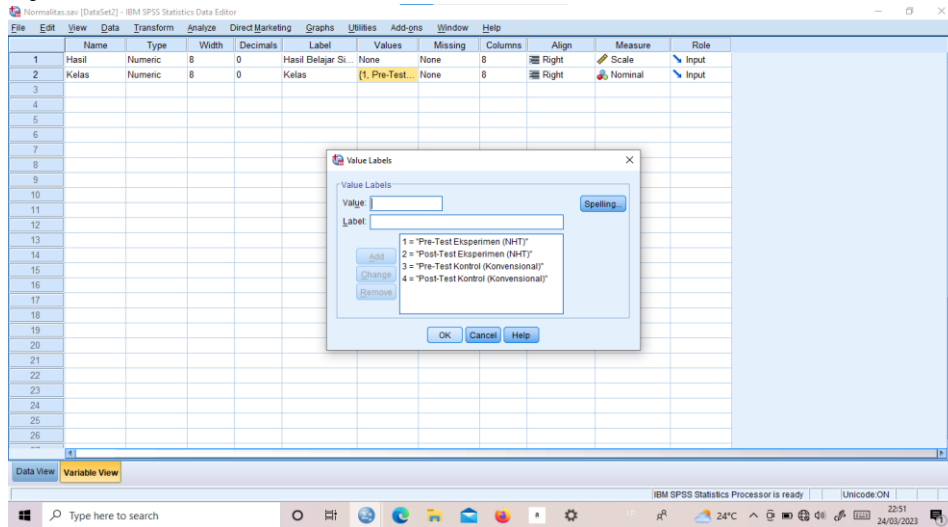 Normalitas.sav [DataSet2] - IBM SPSS Statistics Data Editor
File Edit View Data Transform Analyze Direct Marketing Graphs Utilities Add-ons Window Help
Name Type Width Decimals Label Values Missing Columns Align Measure Role
1 Hasil Numeric 8 0 Hasil Belajar Si... None None 8 Right Scale Input
2 Kelas Numeric 8 0 Kelas {1, Pre-Test... None 8 Right Nominal Input
3
4
5
6
7
8
9
10
11
12
13
14
15
16
17
18
19
20
21
22
23
24
25
26
Value Labels
Value Labels
Value:
Spelling...
Label:
1 = "Pre-Test Eksperimen (NHT)"
2 = "Post-Test Eksperimen (NHT)"
3 = "Pre-Test Kontrol (Konvensional)"
4 = "Post-Test Kontrol (Konvensional)"
Add
Change
Remove
OK Cancel Help
Data View Variable View
IBM SPSS Statistics Processor is ready Unicode:ON
Type here to search
24°C
22:51
24/03/2023